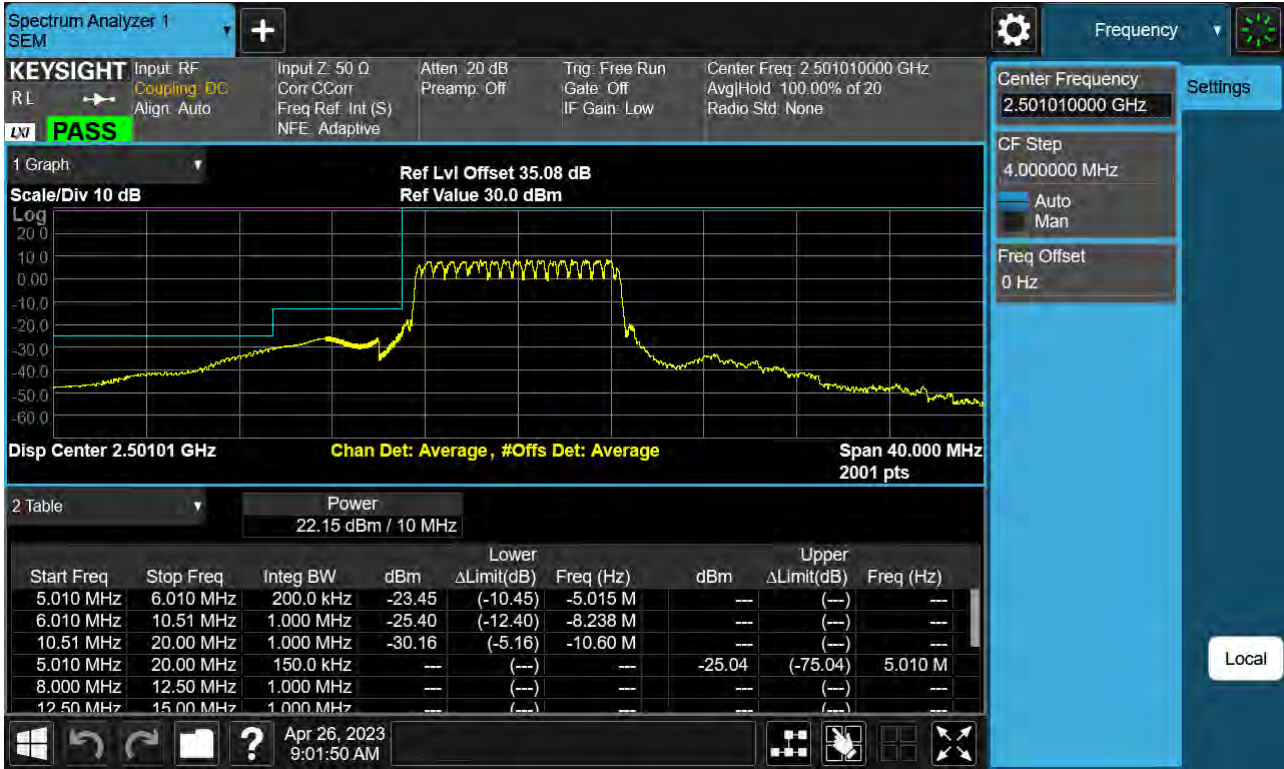 Spectrum Analyzer 1
SEM
Frequency
KEYSIGHT
R L
LXI
PASS
Input: RF
Coupling: DC
Align: Auto
Input Z: 50 Ω
Corr CCorr
Freq Ref: Int (S)
NFE: Adaptive
Atten: 20 dB
Preamp: Off
Trig: Free Run
Gate: Off
IF Gain: Low
Center Freq: 2.501010000 GHz
Avg|Hold: 100.00% of 20
Radio Std: None
Center Frequency
2.501010000 GHz
Settings
CF Step
4.000000 MHz
Auto
Man
Freq Offset
0 Hz
Local
1 Graph
Scale/Div 10 dB
Ref Lvl Offset 35.08 dB
Ref Value 30.0 dBm
Log
20.0
10.0
0.00
-10.0
-20.0
-30.0
-40.0
-50.0
-60.0
Disp Center 2.50101 GHz
Chan Det: Average, #Offs Det: Average
Span 40.000 MHz
2001 pts
2 Table
Power
22.15 dBm / 10 MHz
Lower Upper
Start Freq Stop Freq Integ BW dBm ΔLimit(dB) Freq (Hz) dBm ΔLimit(dB) Freq (Hz)
5.010 MHz 6.010 MHz 200.0 kHz -23.45 (-10.45) -5.015 M --- (---) ---
6.010 MHz 10.51 MHz 1.000 MHz -25.40 (-12.40) -8.238 M --- (---) ---
10.51 MHz 20.00 MHz 1.000 MHz -30.16 (-5.16) -10.60 M --- (---) ---
5.010 MHz 20.00 MHz 150.0 kHz --- (---) --- -25.04 (-75.04) 5.010 M
8.000 MHz 12.50 MHz 1.000 MHz --- (---) --- --- (---) ---
12.50 MHz 15.00 MHz 1.000 MHz --- (---) --- --- (---) ---
?
Apr 26, 2023
9:01:50 AM